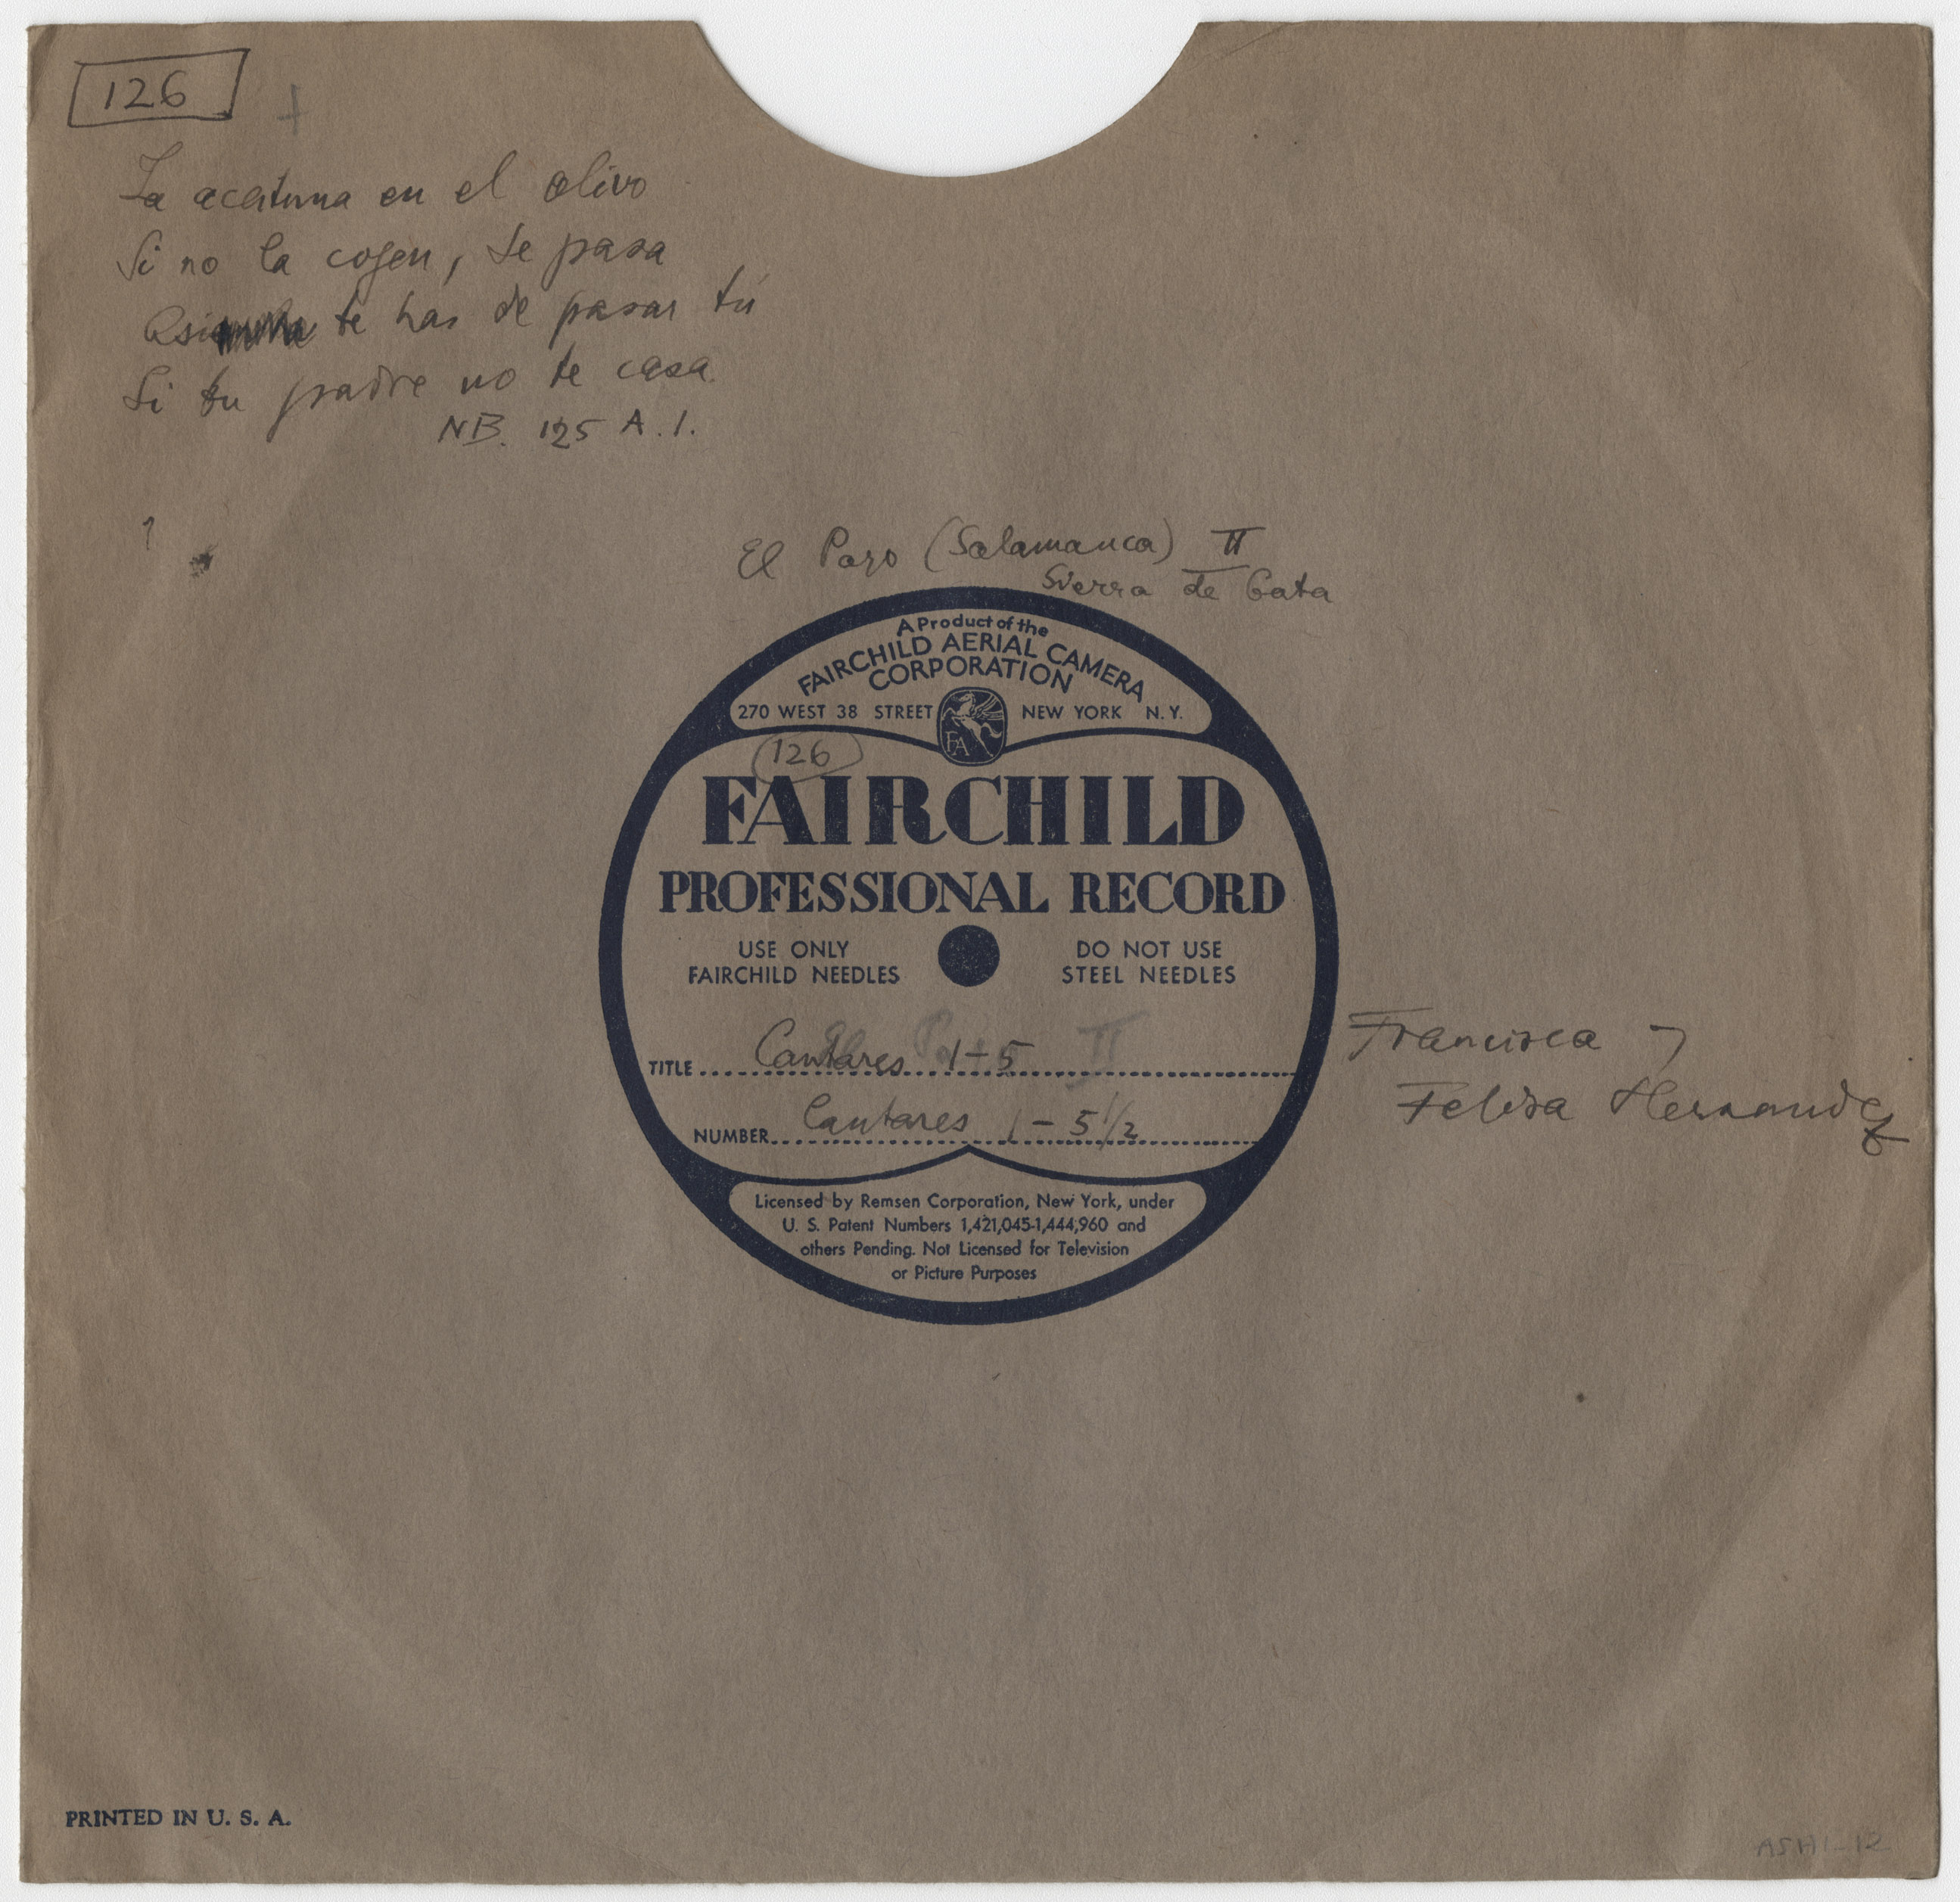 126
La aceituna en el olivo
Si no la cogen, se pasa
Asi te has de pasar tú
Si tu padre no te casa.
NB. 125 A.1.
El Payo (Salamanca) II
Sierra de Gata
A Product of the
FAIRCHILD AERIAL CAMERA
CORPORATION
270 WEST 38 STREET NEW YORK N.Y.
FA
126
FAIRCHILD
PROFESSIONAL RECORD
USE ONLY
FAIRCHILD NEEDLES
DO NOT USE
STEEL NEEDLES
TITLE Cantares 1-5
II
NUMBER Cantares 1-5 1/2
Francisca y
Felisa Hernandez
Licensed by Remsen Corporation, New York, under
U. S. Patent Numbers 1,421,045-1,444,960 and
others Pending. Not Licensed for Television
or Picture Purposes
PRINTED IN U. S. A.